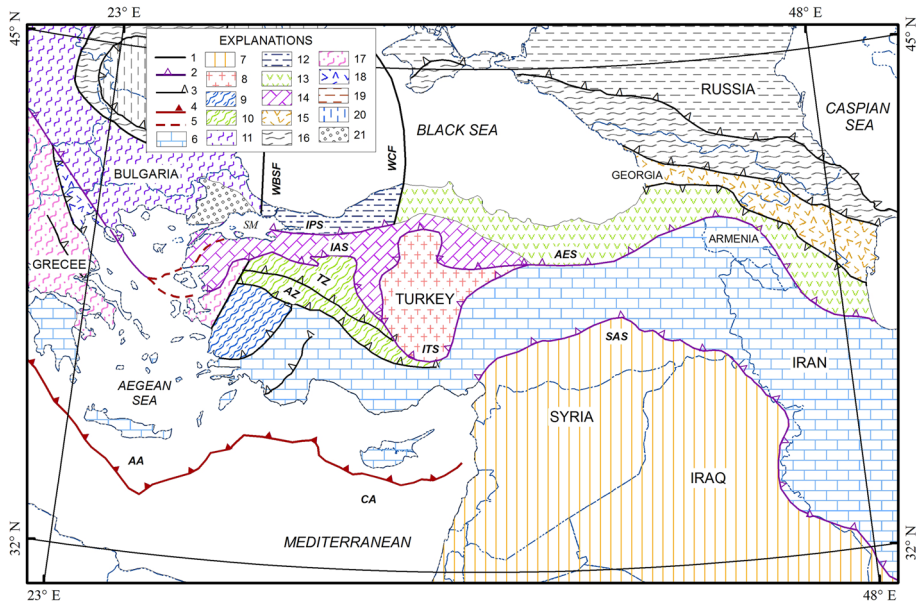 23° E
48° E
45° N
45° N
EXPLANATIONS
1
2
3
4
5
6
7
8
9
10
11
12
13
14
15
16
17
18
19
20
21
RUSSIA
CASPIAN
SEA
BLACK SEA
WBSF
WCF
GEORGIA
BULGARIA
SM
IPS
IAS
AES
ARMENIA
GRECEE
TZ
AZ
TURKEY
ITS
SAS
IRAN
AEGEAN
SEA
SYRIA
AA
CA
IRAQ
MEDITERRANEAN
32° N
32° N
23° E
48° E